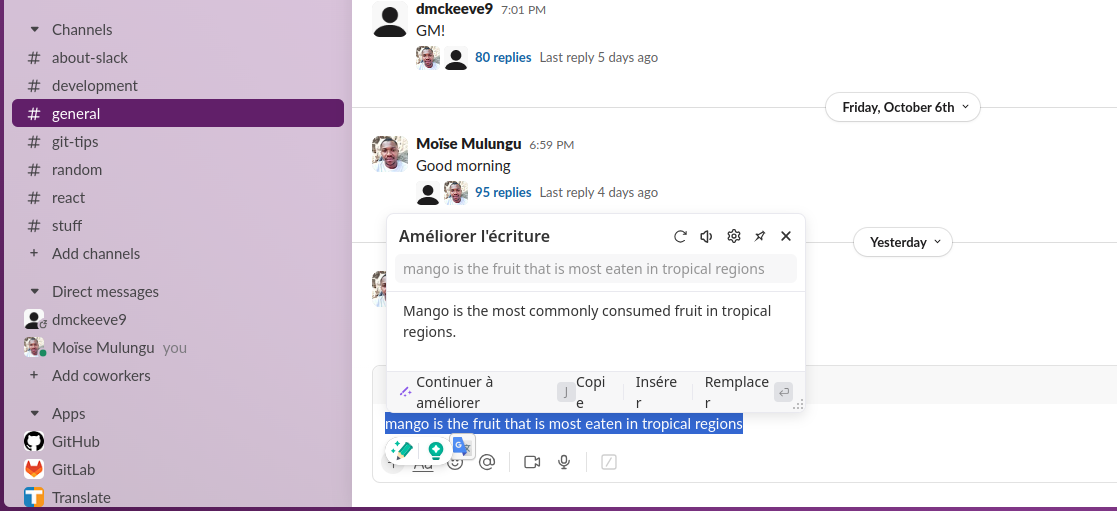 Channels
# about-slack
# development
# general
# git-tips
# random
# react
# stuff
+ Add channels
Direct messages
dmckeeve9
Moïse Mulungu you
+ Add coworkers
Apps
GitHub
GitLab
Translate
dmckeeve9 7:01 PM
GM!
80 replies Last reply 5 days ago
Friday, October 6th
Moïse Mulungu 6:59 PM
Good morning
95 replies Last reply 4 days ago
Yesterday
Améliorer l'écriture
mango is the fruit that is most eaten in tropical regions
Mango is the most commonly consumed fruit in tropical
regions.
Continuer à
améliorer
J
Copi
e
Insére
r
Remplace
r
mango is the fruit that is most eaten in tropical regions
Aa
@